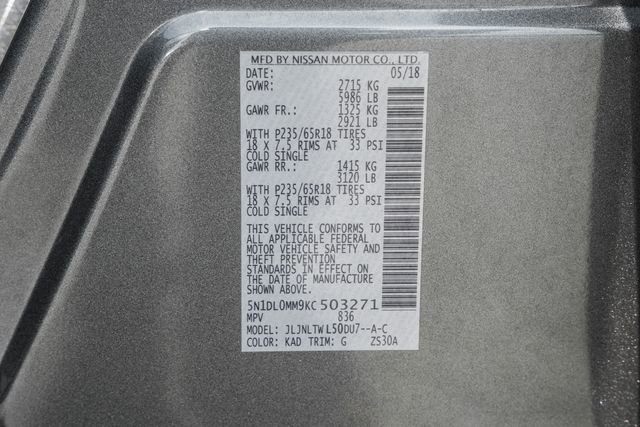 MFD BY NISSAN MOTOR CO., LTD.
DATE: 05/18
GVWR: 2715 KG
5986 LB
GAWR FR.: 1325 KG
2921 LB
WITH P235/65R18 TIRES
18 X 7.5 RIMS AT 33 PSI
COLD SINGLE
GAWR RR.: 1415 KG
3120 LB
WITH P235/65R18 TIRES
18 X 7.5 RIMS AT 33 PSI
COLD SINGLE
THIS VEHICLE CONFORMS TO
ALL APPLICABLE FEDERAL
MOTOR VEHICLE SAFETY AND
THEFT PREVENTION
STANDARDS IN EFFECT ON
THE DATE OF MANUFACTURE
SHOWN ABOVE.
5N1DL0MM9KC503271
MPV 836
MODEL: JLJNLTWL50DU7--A-C
COLOR: KAD TRIM: G ZS30A